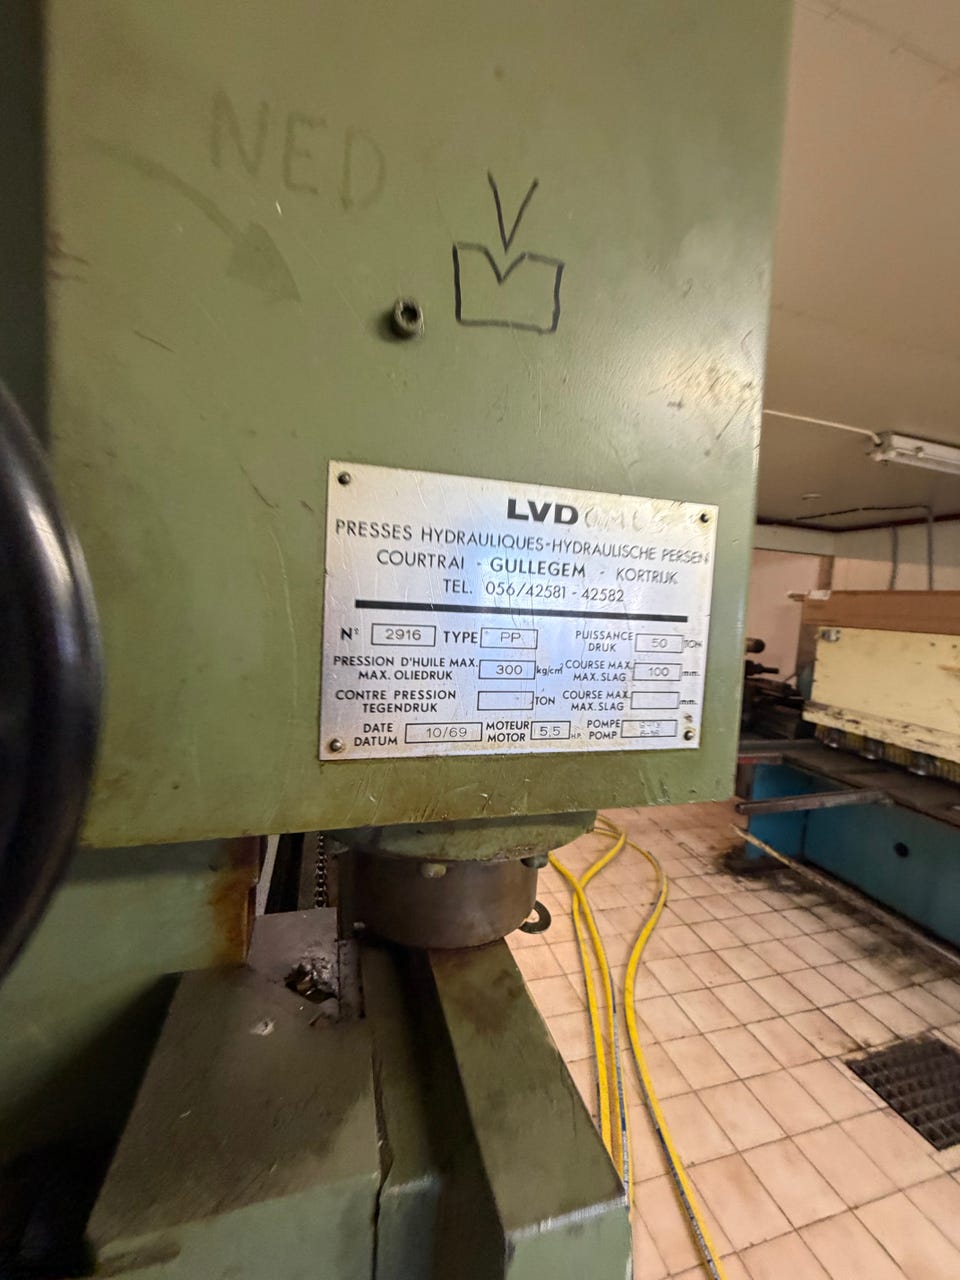 NED
LVD
PRESSES HYDRAULIQUES-HYDRAULISCHE PERSEN
COURTRAI - GULLEGEM - KORTRIJK
TEL. 056/42581 - 42582
N° 2916 TYPE PP. PUISSANCE DRUK 50 TON
PRESSION D'HUILE MAX. MAX. OLIEDRUK 300 kg/cm² COURSE MAX. MAX. SLAG 100 mm.
CONTRE PRESSION TEGENDRUK TON COURSE MAX. MAX. SLAG mm.
DATE DATUM 10/69 MOTEUR MOTOR 5,5 H.P. POMPE POMP